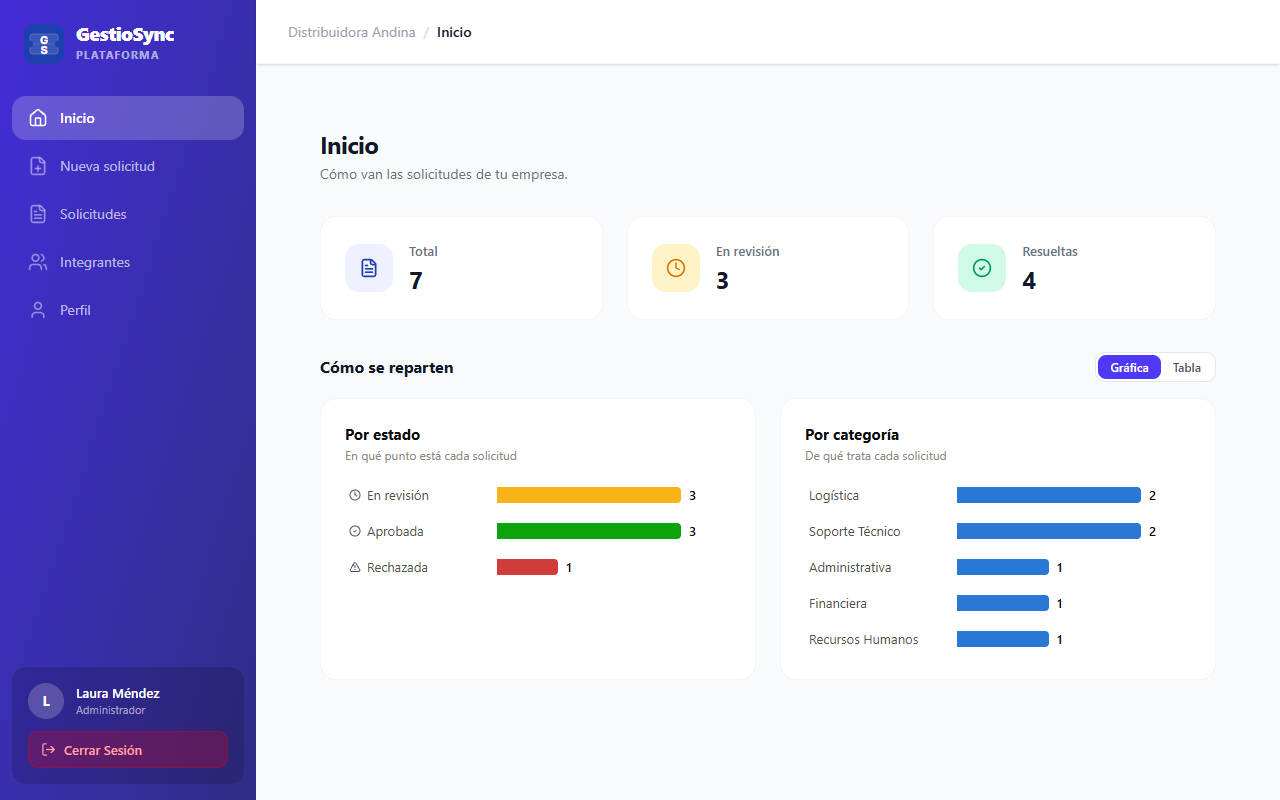 GS
GestioSync
PLATAFORMA
Inicio
Nueva solicitud
Solicitudes
Integrantes
Perfil
L
Laura Méndez
Administrador
Cerrar Sesión
Distribuidora Andina / Inicio
Inicio
Cómo van las solicitudes de tu empresa.
Total
7
En revisión
3
Resueltas
4
Cómo se reparten
Gráfica Tabla
Por estado
En qué punto está cada solicitud
En revisión 3
Aprobada 3
Rechazada 1
Por categoría
De qué trata cada solicitud
Logística 2
Soporte Técnico 2
Administrativa 1
Financiera 1
Recursos Humanos 1